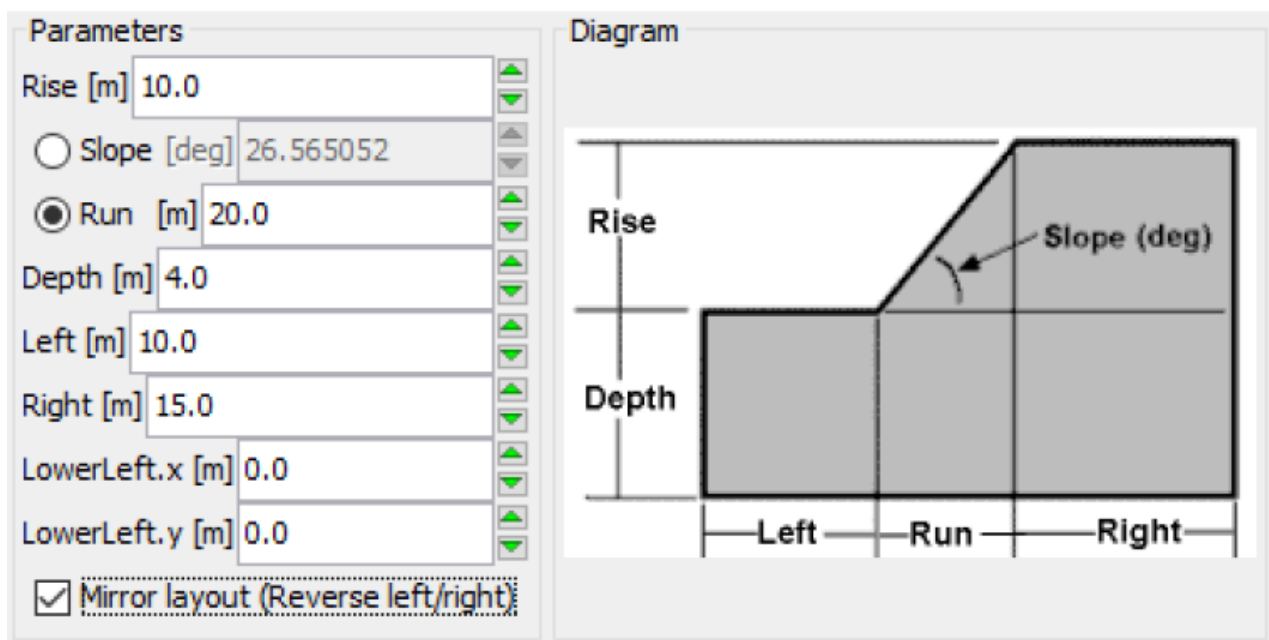 Parameters
Rise [m] 10.0
Slope [deg] 26.565052
Run [m] 20.0
Depth [m] 4.0
Left [m] 10.0
Right [m] 15.0
LowerLeft.x [m] 0.0
LowerLeft.y [m] 0.0
Mirror layout (Reverse left/right)
Diagram
Rise
Slope (deg)
Depth
Left
Run
Right